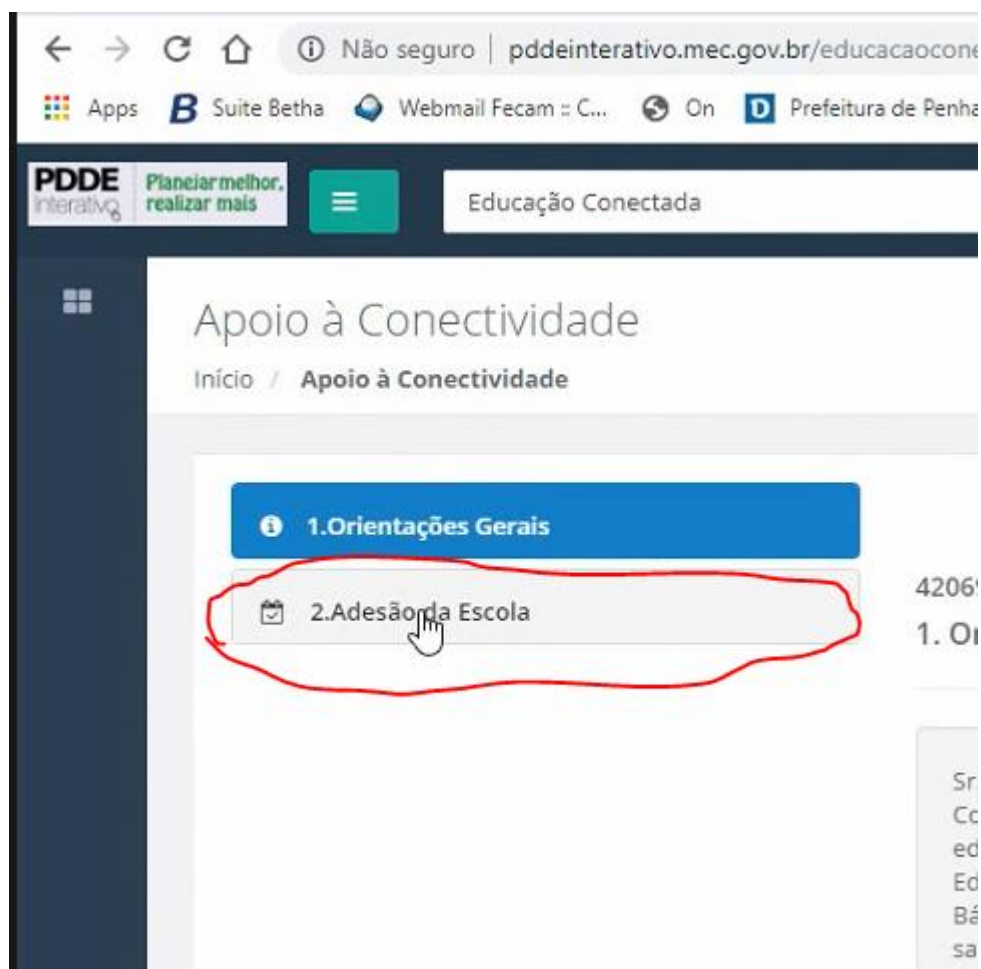 Não seguro | pddeinterativo.mec.gov.br/educacaocone
Apps B Suite Betha Webmail Fecam :: C... On D Prefeitura de Penha
PDDE Interativo Planejar melhor, realizar mais Educação Conectada
Apoio à Conectividade
Início / Apoio à Conectividade
1.Orientações Gerais
2.Adesão da Escola
4206
1. O
Sr
Co
ed
Ed
Bá
sa